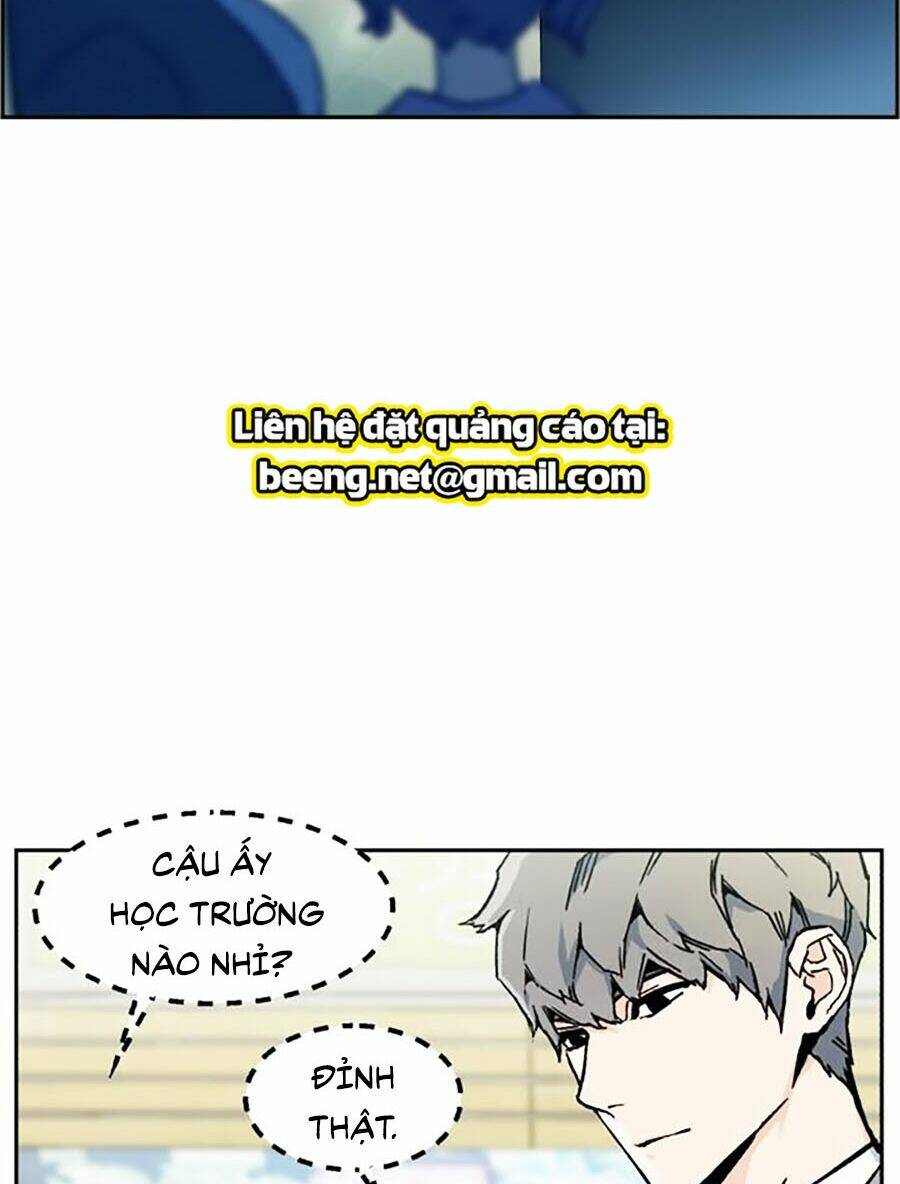 Liên hệ đặt quảng cáo tại:
beeng.net@gmail.com
CẬU ẤY
HỌC TRƯỜNG
NÀO NHỈ?
ĐỈNH
THẬT.